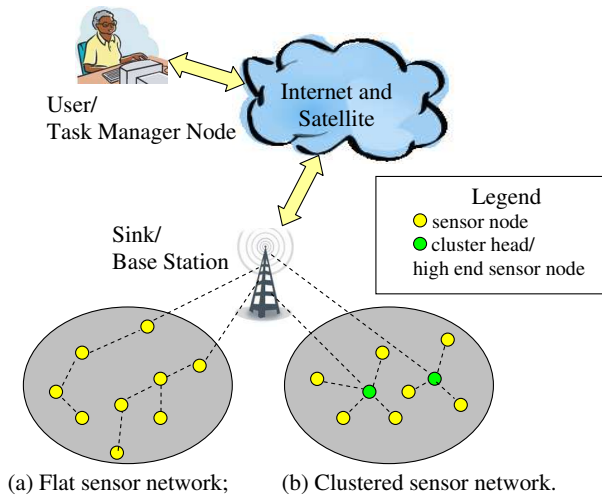 User/
Task Manager Node
Internet and
Satellite
Sink/
Base Station
Legend
sensor node
cluster head/
high end sensor node
(a) Flat sensor network;
(b) Clustered sensor network.